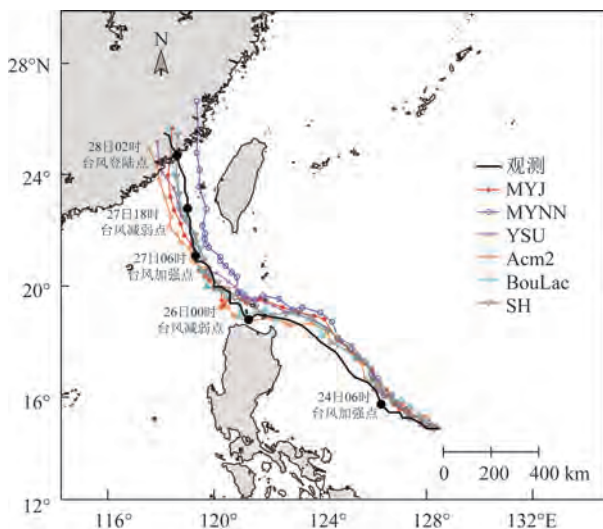 28°N
24°
20°
16°
12°
116°
120°
124°
128°
132°E
N
28日02时
台风登陆点
27日18时
台风减弱点
27日06时
台风加强点
26日00时
台风减弱点
24日06时
台风加强点
观测
MYJ
MYNN
YSU
Acm2
BouLac
SH
0 200 400 km